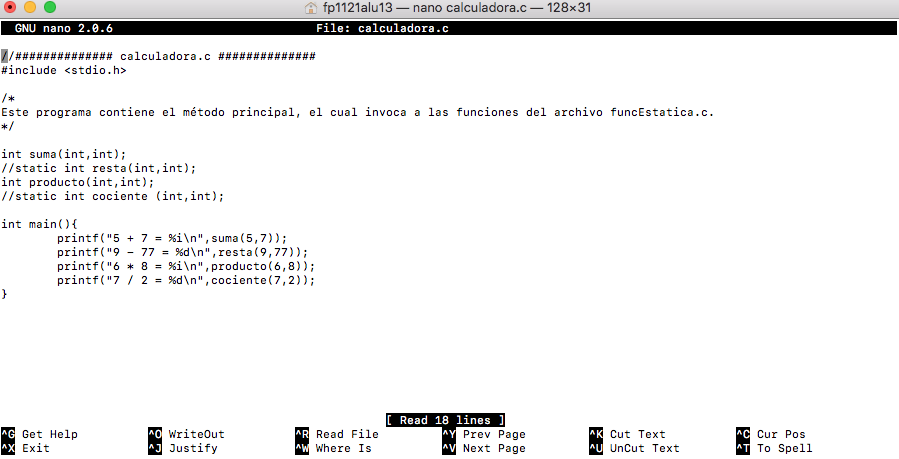 fp1121alu13 — nano calculadora.c — 128×31
GNU nano 2.0.6 File: calculadora.c
//############## calculadora.c ##############
#include <stdio.h>
/*
Este programa contiene el método principal, el cual invoca a las funciones del archivo funcEstatica.c.
*/
int suma(int,int);
//static int resta(int,int);
int producto(int,int);
//static int cociente (int,int);
int main(){
printf("5 + 7 = %i\n",suma(5,7));
printf("9 - 77 = %d\n",resta(9,77));
printf("6 * 8 = %i\n",producto(6,8));
printf("7 / 2 = %d\n",cociente(7,2));
}
[ Read 18 lines ]
^G Get Help ^O WriteOut ^R Read File ^Y Prev Page ^K Cut Text ^C Cur Pos
^X Exit ^J Justify ^W Where Is ^V Next Page ^U UnCut Text ^T To Spell